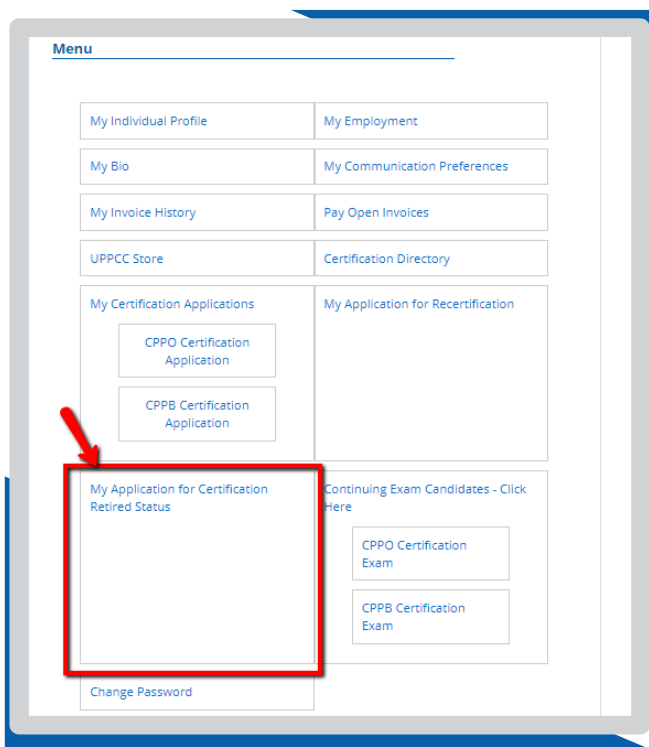 Menu
My Individual Profile
My Employment
My Bio
My Communication Preferences
My Invoice History
Pay Open Invoices
UPPCC Store
Certification Directory
My Certification Applications
CPPO Certification
Application
CPPB Certification
Application
My Application for Recertification
My Application for Certification
Retired Status
Continuing Exam Candidates - Click
Here
CPPO Certification
Exam
CPPB Certification
Exam
Change Password